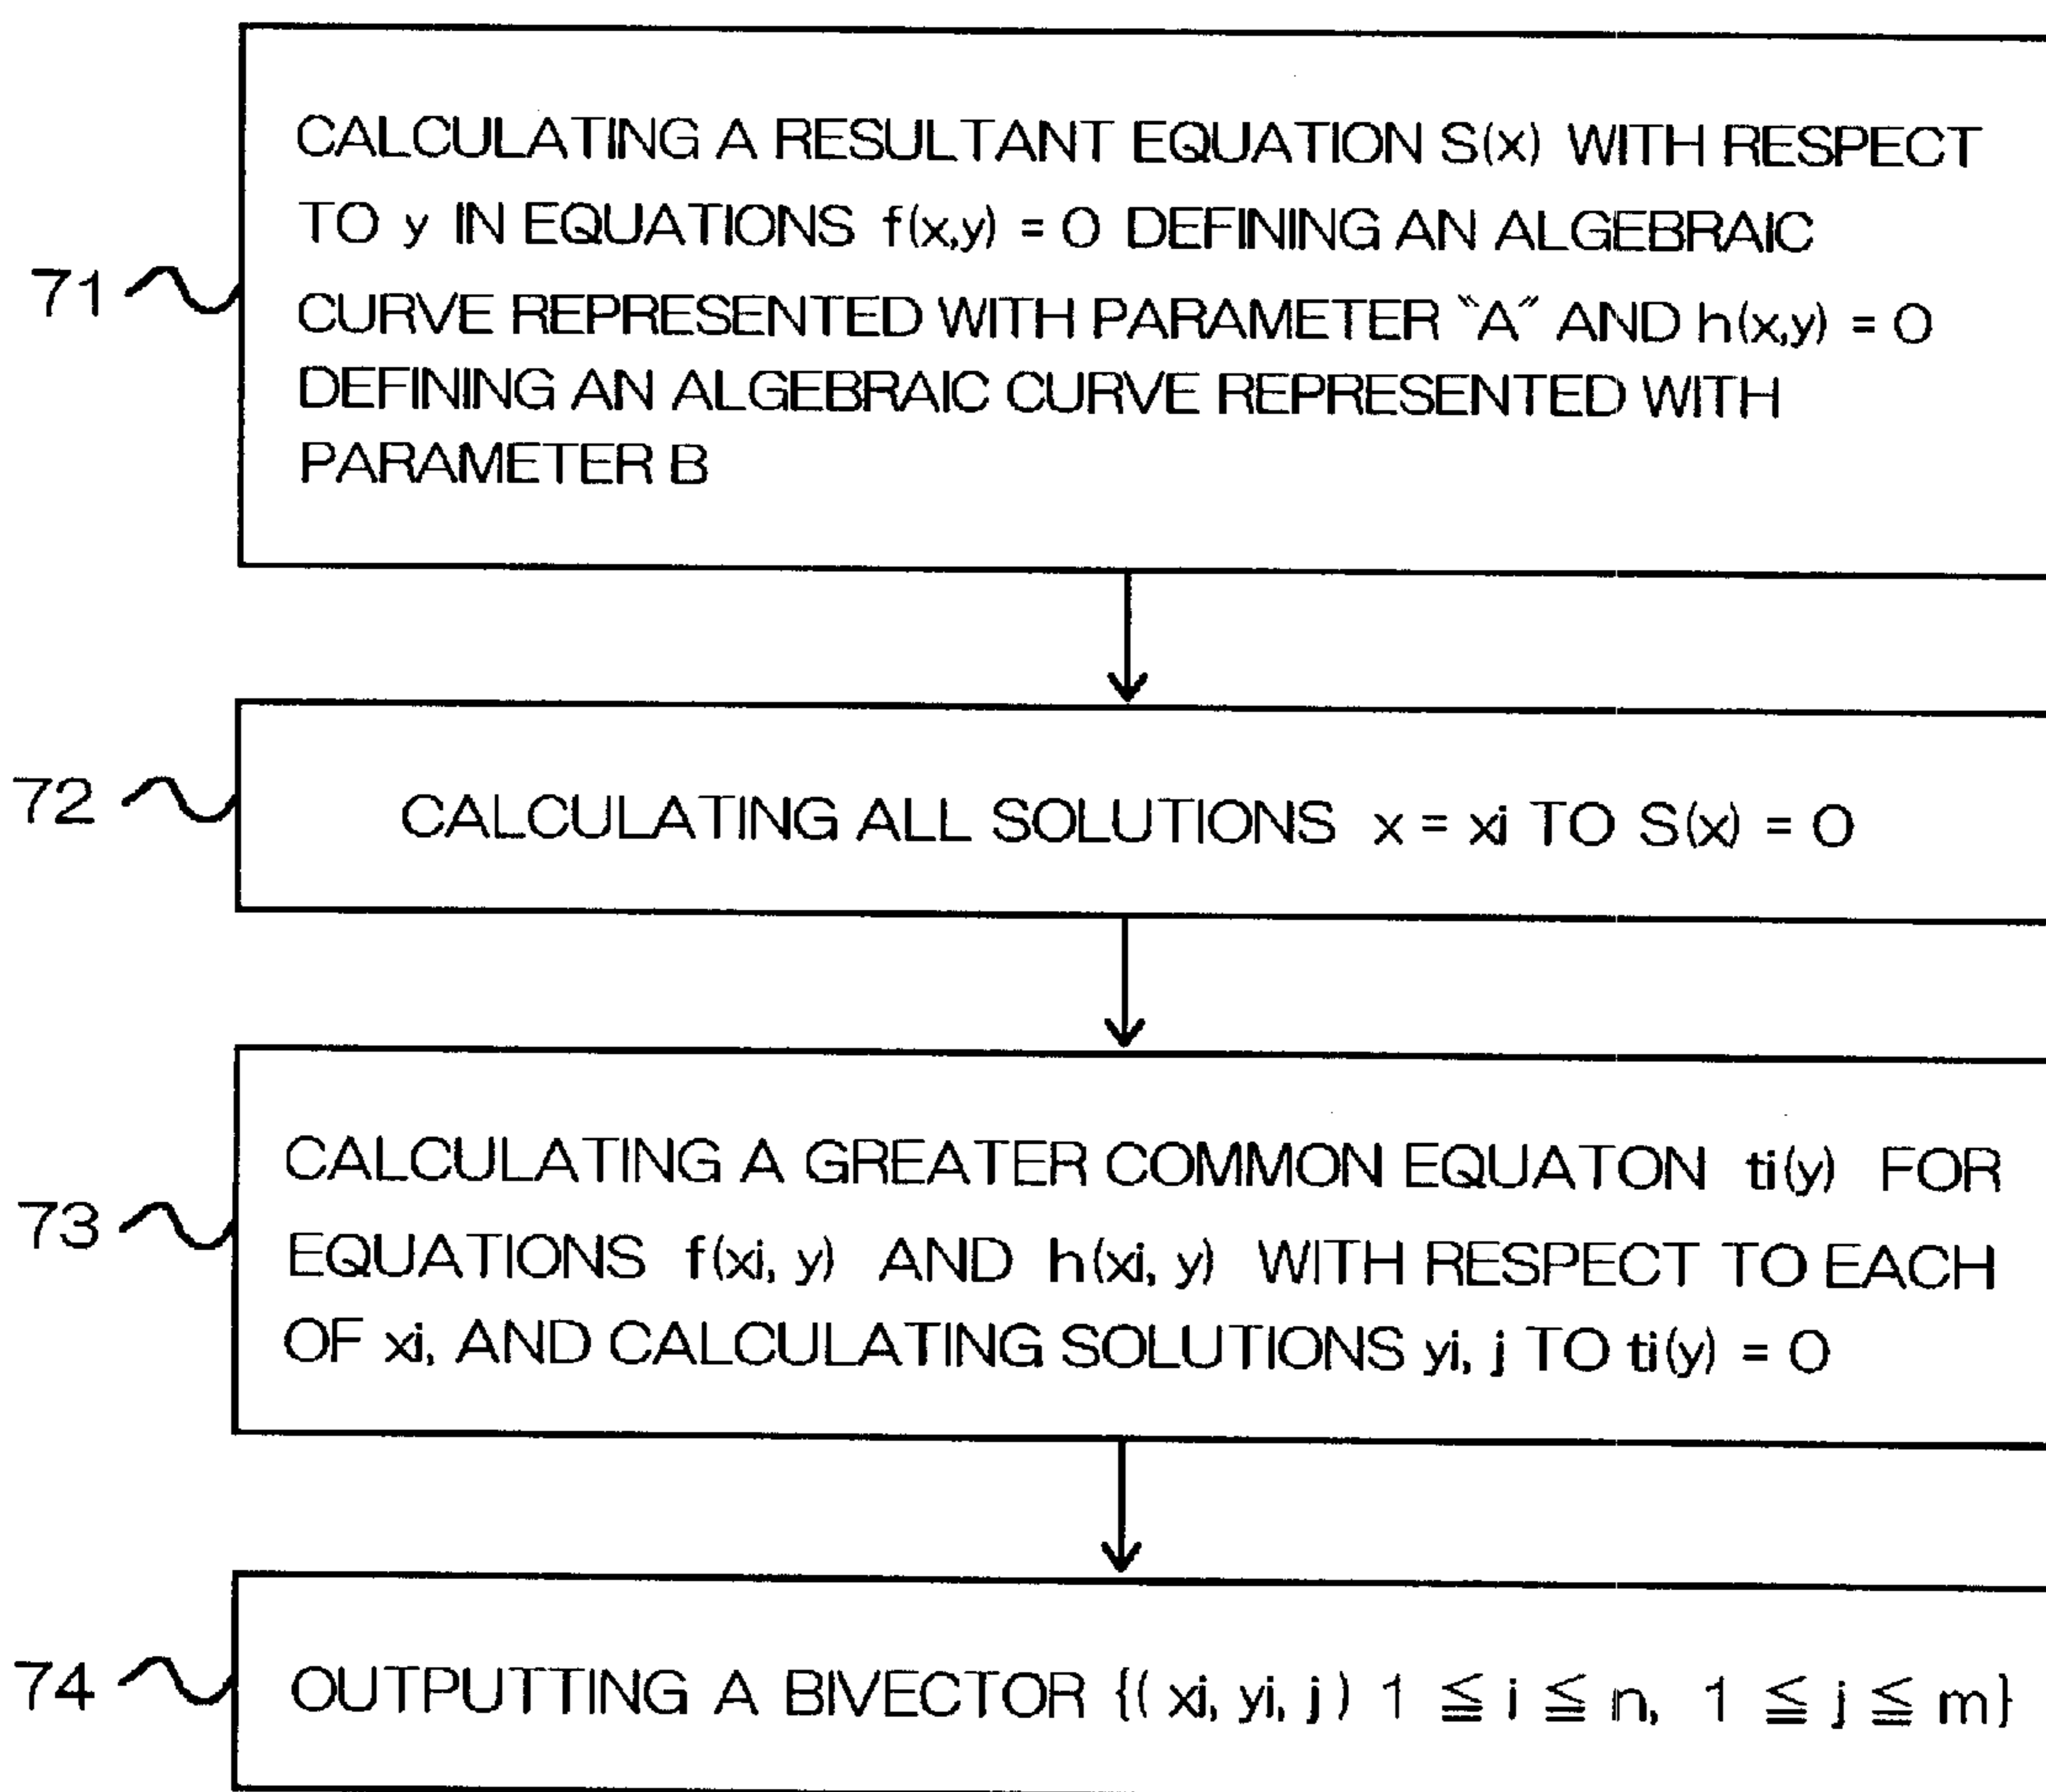 CALCULATING A RESULTANT EQUATION S(x) WITH RESPECT
TO y IN EQUATIONS f(x,y) = 0 DEFINING AN ALGEBRAIC
71
CURVE REPRESENTED WITH PARAMETER "A" AND h(x,y) = 0
DEFINING AN ALGEBRAIC CURVE REPRESENTED WITH
PARAMETER B
72
CALCULATING ALL SOLUTIONS x = xi TO S(x) = 0
CALCULATING A GREATER COMMON EQUATON ti(y) FOR
73
EQUATIONS f(xi, y) AND h(xi, y) WITH RESPECT TO EACH
OF xi, AND CALCULATING SOLUTIONS yi, j TO ti(y) = 0
74
OUTPUTTING A BIVECTOR {( xi, yi, j ) 1 ≦ i ≦ n, 1 ≦ j ≦ m}